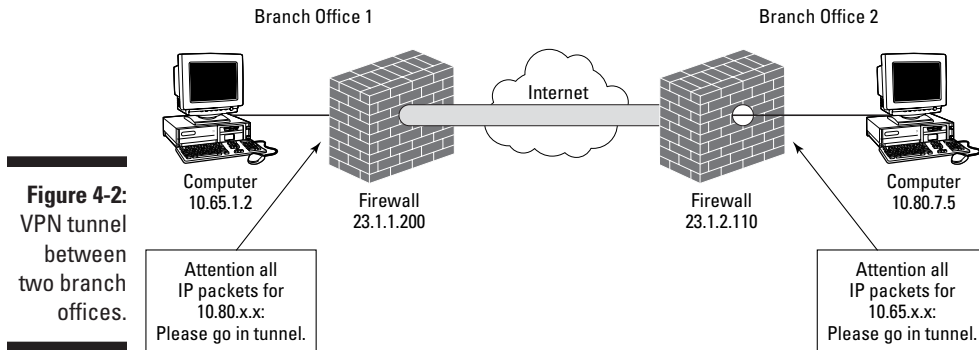 Branch Office 1
Branch Office 2
Internet
Computer
10.65.1.2
Firewall
23.1.1.200
Firewall
23.1.2.110
Computer
10.80.7.5
Figure 4-2:
VPN tunnel
between
two branch
offices.
Attention all
IP packets for
10.80.x.x:
Please go in tunnel.
Attention all
IP packets for
10.65.x.x:
Please go in tunnel.